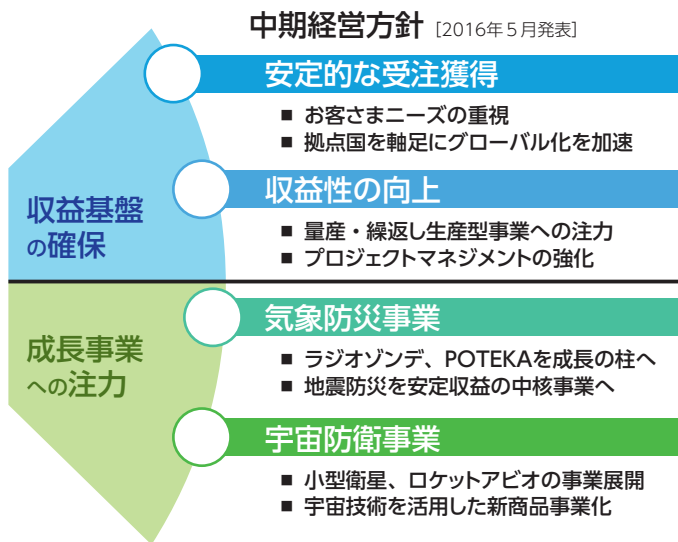 中期経営方針 [2016年5月発表]
安定的な受注獲得
■ お客さまニーズの重視
■ 拠点国を軸足にグローバル化を加速
収益基盤
の確保
収益性の向上
■ 量産・繰返し生産型事業への注力
■ プロジェクトマネジメントの強化
成長事業
への注力
気象防災事業
■ ラジオゾンデ、POTEKAを成長の柱へ
■ 地震防災を安定収益の中核事業へ
宇宙防衛事業
■ 小型衛星、ロケットアビオの事業展開
■ 宇宙技術を活用した新商品事業化